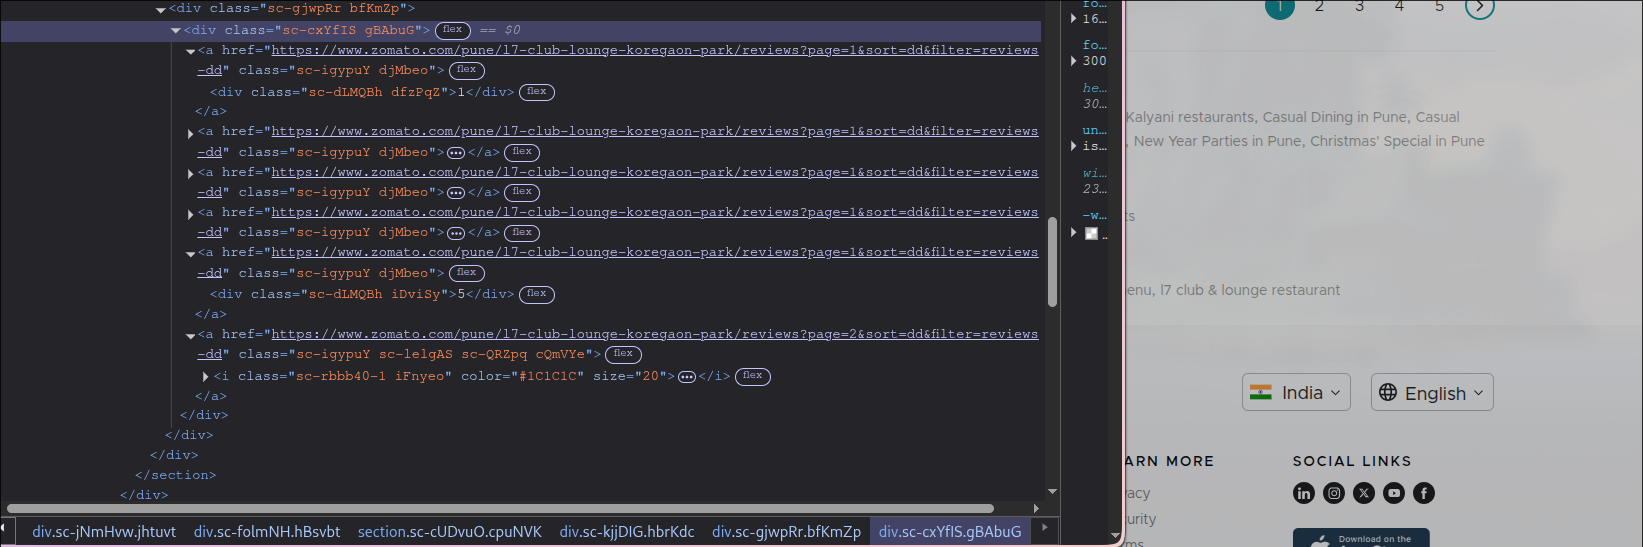 <div class="sc-gjwpRr bfKmZp">
<div class="sc-cxYfIS gBAbuG"> flex == $0
<a href="https://www.zomato.com/pune/l7-club-lounge-koregaon-park/reviews?page=1&sort=dd&filter=reviews
-dd" class="sc-igypuY djMbeo"> flex
<div class="sc-dLMQBh dfzPqZ">1</div> flex
</a>
<a href="https://www.zomato.com/pune/l7-club-lounge-koregaon-park/reviews?page=1&sort=dd&filter=reviews
-dd" class="sc-igypuY djMbeo">…</a> flex
<a href="https://www.zomato.com/pune/l7-club-lounge-koregaon-park/reviews?page=1&sort=dd&filter=reviews
-dd" class="sc-igypuY djMbeo">…</a> flex
<a href="https://www.zomato.com/pune/l7-club-lounge-koregaon-park/reviews?page=1&sort=dd&filter=reviews
-dd" class="sc-igypuY djMbeo">…</a> flex
<a href="https://www.zomato.com/pune/l7-club-lounge-koregaon-park/reviews?page=1&sort=dd&filter=reviews
-dd" class="sc-igypuY djMbeo"> flex
<div class="sc-dLMQBh iDviSy">5</div> flex
</a>
<a href="https://www.zomato.com/pune/l7-club-lounge-koregaon-park/reviews?page=2&sort=dd&filter=reviews
-dd" class="sc-igypuY sc-lelgAS sc-QRZpq cQmVYe"> flex
<i class="sc-rbbb40-1 iFnyeo" color="#1C1C1C" size="20">…</i> flex
</a>
</div>
</div>
</div>
</section>
</div>
div.sc-jNmHvw.jhtuvt div.sc-folmNH.hBsvbt section.sc-cUDvuO.cpuNVK div.sc-kjjDIG.hbrKdc div.sc-gjwpRr.bfKmZp div.sc-cxYfIS.gBAbuG
fo…
16…
fo…
300
he…
30…
un…
is…
wi…
23…
-w…
…
1 2 3 4 5
Kalyani restaurants, Casual Dining in Pune, Casual
, New Year Parties in Pune, Christmas' Special in Pune
ts
enu, l7 club & lounge restaurant
India English
ARN MORE
vacy
urity
ms
SOCIAL LINKS
Download on the